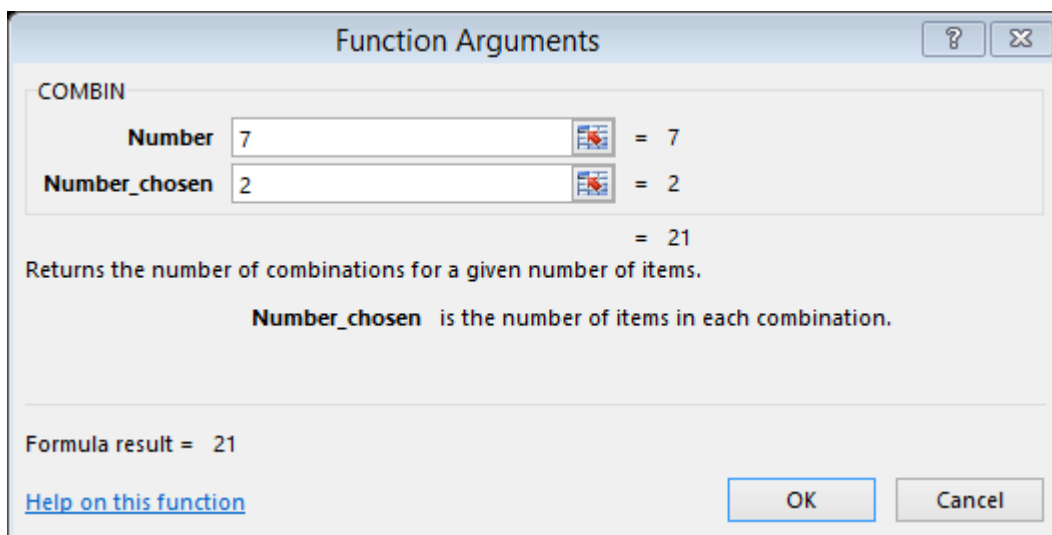 Function Arguments
COMBIN
Number 7 = 7
Number_chosen 2 = 2
= 21
Returns the number of combinations for a given number of items.
Number_chosen is the number of items in each combination.
Formula result = 21
Help on this function OK Cancel